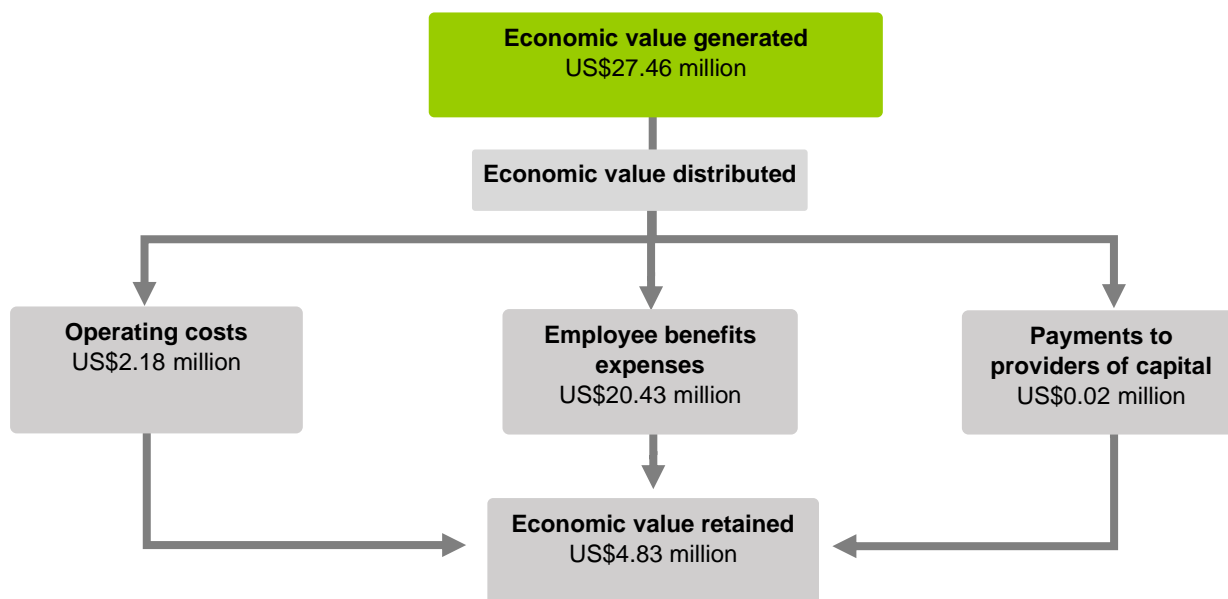 Economic value generated
US$27.46 million
Economic value distributed
Operating costs
US$2.18 million
Employee benefits
expenses
US$20.43 million
Payments to
providers of capital
US$0.02 million
Economic value retained
US$4.83 million